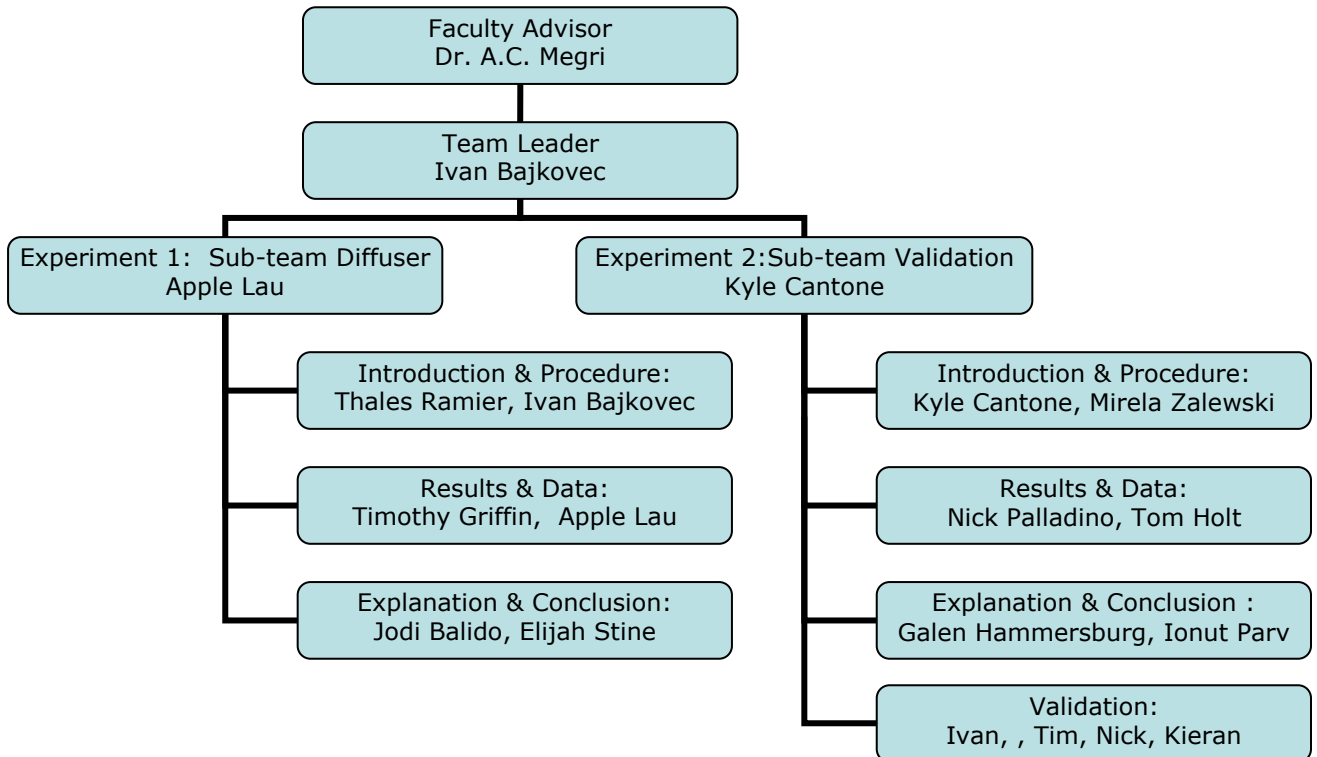 Faculty Advisor
Dr. A.C. Megri
Team Leader
Ivan Bajkovec
Experiment 1:  Sub-team Diffuser
Apple Lau
Introduction & Procedure:
Thales Ramier, Ivan Bajkovec
Results & Data:
Timothy Griffin,  Apple Lau
Explanation & Conclusion:
Jodi Balido, Elijah Stine
Experiment 2:Sub-team Validation
Kyle Cantone
Introduction & Procedure:
Kyle Cantone, Mirela Zalewski
Results & Data:
Nick Palladino, Tom Holt
Explanation & Conclusion :
Galen Hammersburg, Ionut Parv
Validation:
Ivan, , Tim, Nick, Kieran